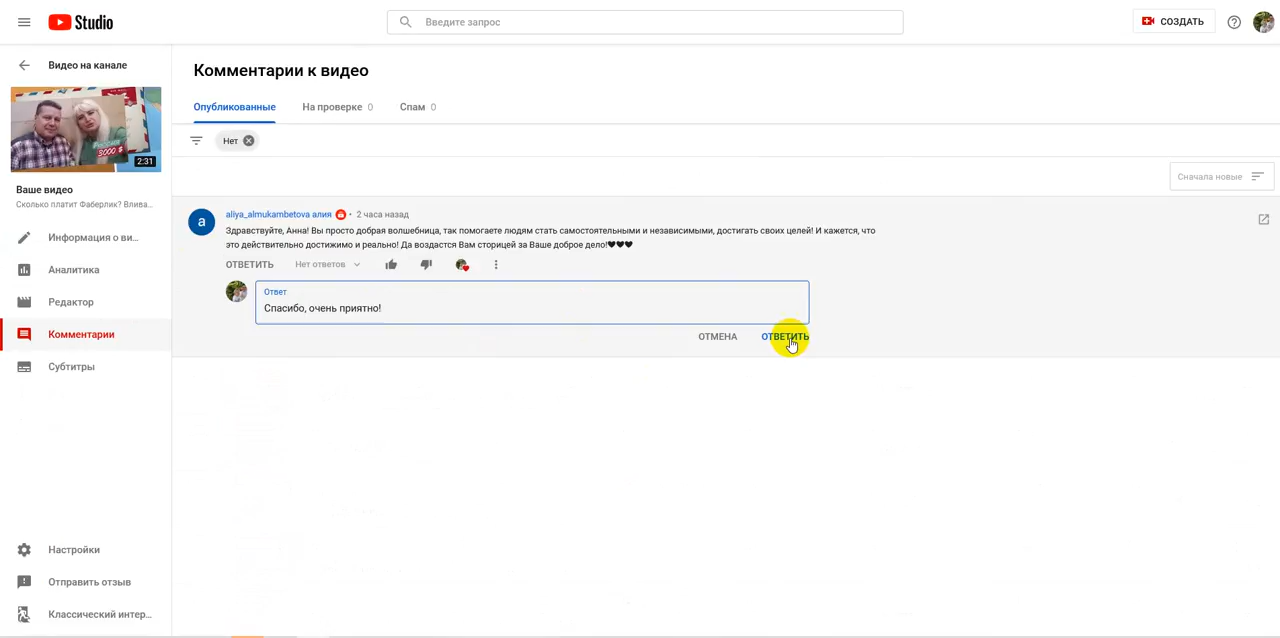 Studio
Введите запрос
СОЗДАТЬ
Видео на канале
2:31
3000 $
Ваше видео
Сколько платит Фаберлик? Влива...
Информация о ви...
Аналитика
Редактор
Комментарии
Субтитры
Настройки
Отправить отзыв
Классический интер...
Комментарии к видео
Опубликованные На проверке 0 Спам 0
Нет
Сначала новые
a
aliya_almukambetova алия • 2 часа назад
Здравствуйте, Анна! Вы просто добрая волшебница, так помогаете людям стать самостоятельными и независимыми, достигать своих целей! И кажется, что
это действительно достижимо и реально! Да воздастся Вам сторицей за Ваше доброе дело!♥♥♥
ОТВЕТИТЬ Нет ответов
Ответ
Спасибо, очень приятно!
ОТМЕНА ОТВЕТИТЬ